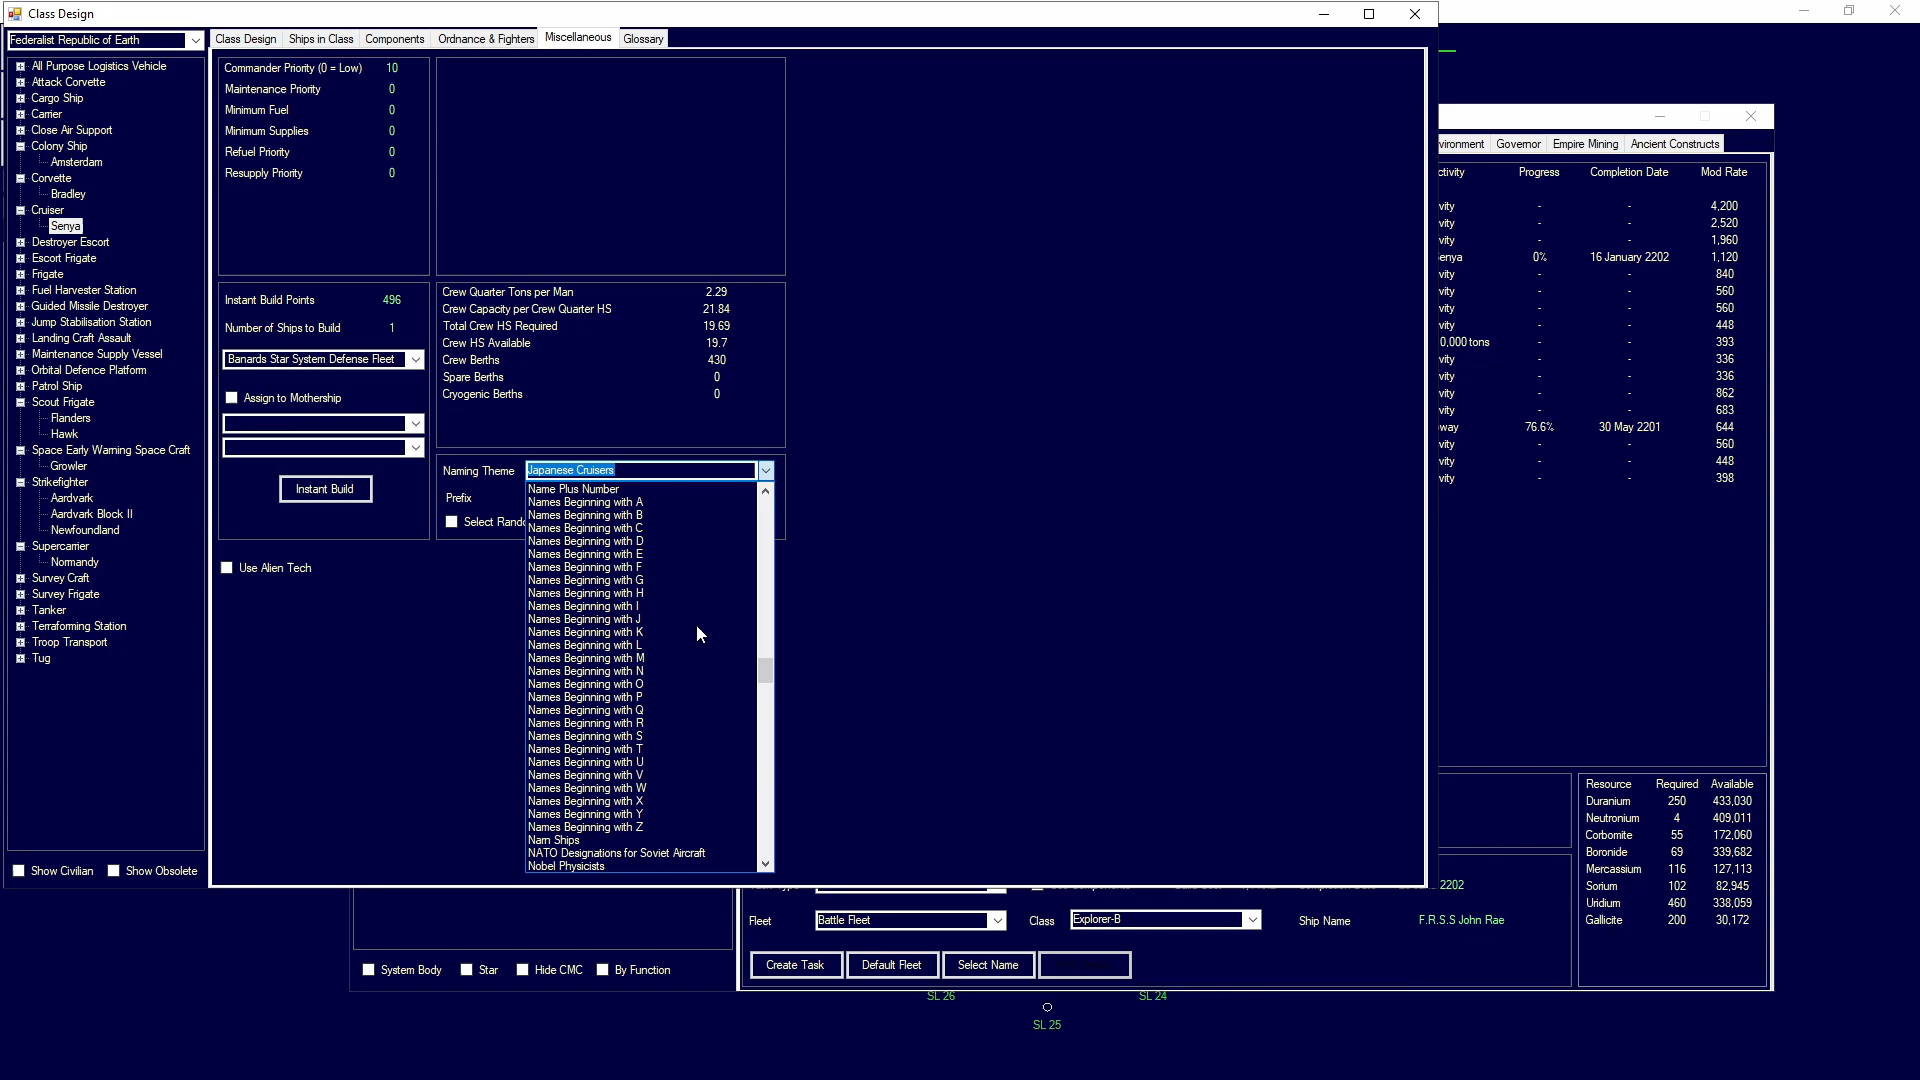 Class Design
Federalist Republic of Earth
All Purpose Logistics Vehicle
Attack Corvette
Cargo Ship
Carrier
Close Air Support
Colony Ship
Amsterdam
Corvette
Bradley
Cruiser
Senya
Destroyer Escort
Escort Frigate
Frigate
Fuel Harvester Station
Guided Missile Destroyer
Jump Stabilisation Station
Landing Craft Assault
Maintenance Supply Vessel
Orbital Defence Platform
Patrol Ship
Scout Frigate
Flanders
Hawk
Space Early Warning Space Craft
Growler
Strikefighter
Aardvark
Aardvark Block II
Newfoundland
Supercarrier
Normandy
Survey Craft
Survey Frigate
Tanker
Terraforming Station
Troop Transport
Tug
Show Civilian Show Obsolete
Class Design Ships in Class Components Ordnance & Fighters Miscellaneous Glossary
Commander Priority (0 = Low) 10
Maintenance Priority 0
Minimum Fuel 0
Minimum Supplies 0
Refuel Priority 0
Resupply Priority 0
Instant Build Points 496
Number of Ships to Build 1
Banards Star System Defense Fleet
Assign to Mothership
Instant Build
Use Alien Tech
Crew Quarter Tons per Man 2.29
Crew Capacity per Crew Quarter HS 21.84
Total Crew HS Required 19.69
Crew HS Available 19.7
Crew Berths 430
Spare Berths 0
Cryogenic Berths 0
Naming Theme Japanese Cruisers
Prefix
Select Rando
Name Plus Number
Names Beginning with A
Names Beginning with B
Names Beginning with C
Names Beginning with D
Names Beginning with E
Names Beginning with F
Names Beginning with G
Names Beginning with H
Names Beginning with I
Names Beginning with J
Names Beginning with K
Names Beginning with L
Names Beginning with M
Names Beginning with N
Names Beginning with O
Names Beginning with P
Names Beginning with Q
Names Beginning with R
Names Beginning with S
Names Beginning with T
Names Beginning with U
Names Beginning with V
Names Beginning with W
Names Beginning with X
Names Beginning with Y
Names Beginning with Z
Narn Ships
NATO Designations for Soviet Aircraft
Nobel Physicists
vironment Governor Empire Mining Ancient Constructs
ctivity Progress Completion Date Mod Rate
vity - - 4,200
vity - - 2,520
vity - - 1,960
enya 0% 16 January 2202 1,120
vity - - 840
vity - - 560
vity - - 560
vity - - 448
0,000 tons - - 393
vity - - 336
vity - - 336
vity - - 862
vity - - 683
way 76.6% 30 May 2201 644
vity - - 560
vity - - 448
vity - - 398
Resource Required Available
Duranium 250 433,030
Neutronium 4 409,011
Corbomite 55 172,060
Boronide 69 339,682
Mercassium 116 127,113
Sorium 102 82,945
Uridium 460 338,059
Gallicite 200 30,172
2202
Fleet Battle Fleet Class Explorer-B Ship Name F.R.S.S John Rae
Create Task Default Fleet Select Name
System Body Star Hide CMC By Function
SL 26 SL 24
SL 25